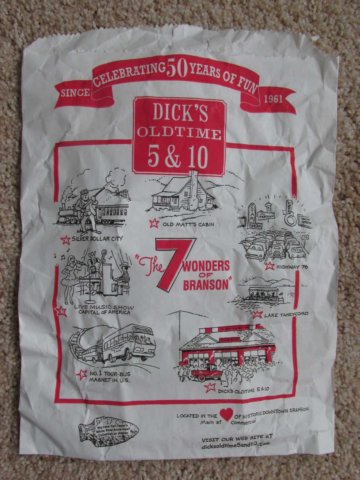 CELEBRATING 50 YEARS OF FUN
SINCE 1961
DICK'S
OLDTIME
5 & 10
OLD MATT'S CABIN
SILVER DOLLAR CITY
HIGHWAY 76
"The 7 WONDERS
OF
BRANSON"
LIVE MUSIC SHOW
CAPITAL OF AMERICA
LAKE TANEYCOMO
NO. 1 TOUR-BUS
MAGNET IN U.S.
DICK'S OLDTIME 5 & 10
LOCATED IN THE OF HISTORIC DOWNTOWN BRANSON
Main at Commercial
VISIT OUR WEB SITE AT
dicksoldtime5and10.com